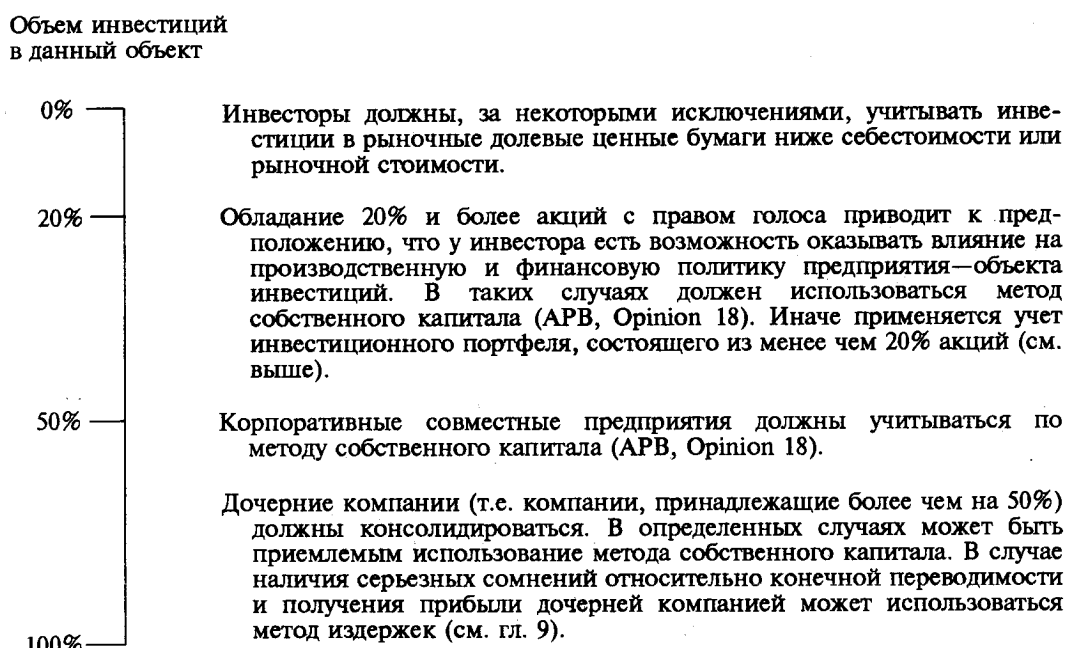 Объем инвестиций
в данный объект
0%
Инвесторы должны, за некоторыми исключениями, учитывать инве-
стиции в рыночные долевые ценные бумаги ниже себестоимости или
рыночной стоимости.
20%
Обладание 20% и более акций с правом голоса приводит к пред-
положению, что у инвестора есть возможность оказывать влияние на
производственную и финансовую политику предприятия—объекта
инвестиций. В таких случаях должен использоваться метод
собственного капитала (APB, Opinion 18). Иначе применяется учет
инвестиционного портфеля, состоящего из менее чем 20% акций (см.
выше).
50%
Корпоративные совместные предприятия должны учитываться по
методу собственного капитала (APB, Opinion 18).
Дочерние компании (т.е. компании, принадлежащие более чем на 50%)
должны консолидироваться. В определенных случаях может быть
приемлемым использование метода собственного капитала. В случае
наличия серьезных сомнений относительно конечной переводимости
и получения прибыли дочерней компанией может использоваться
метод издержек (см. гл. 9).
100%